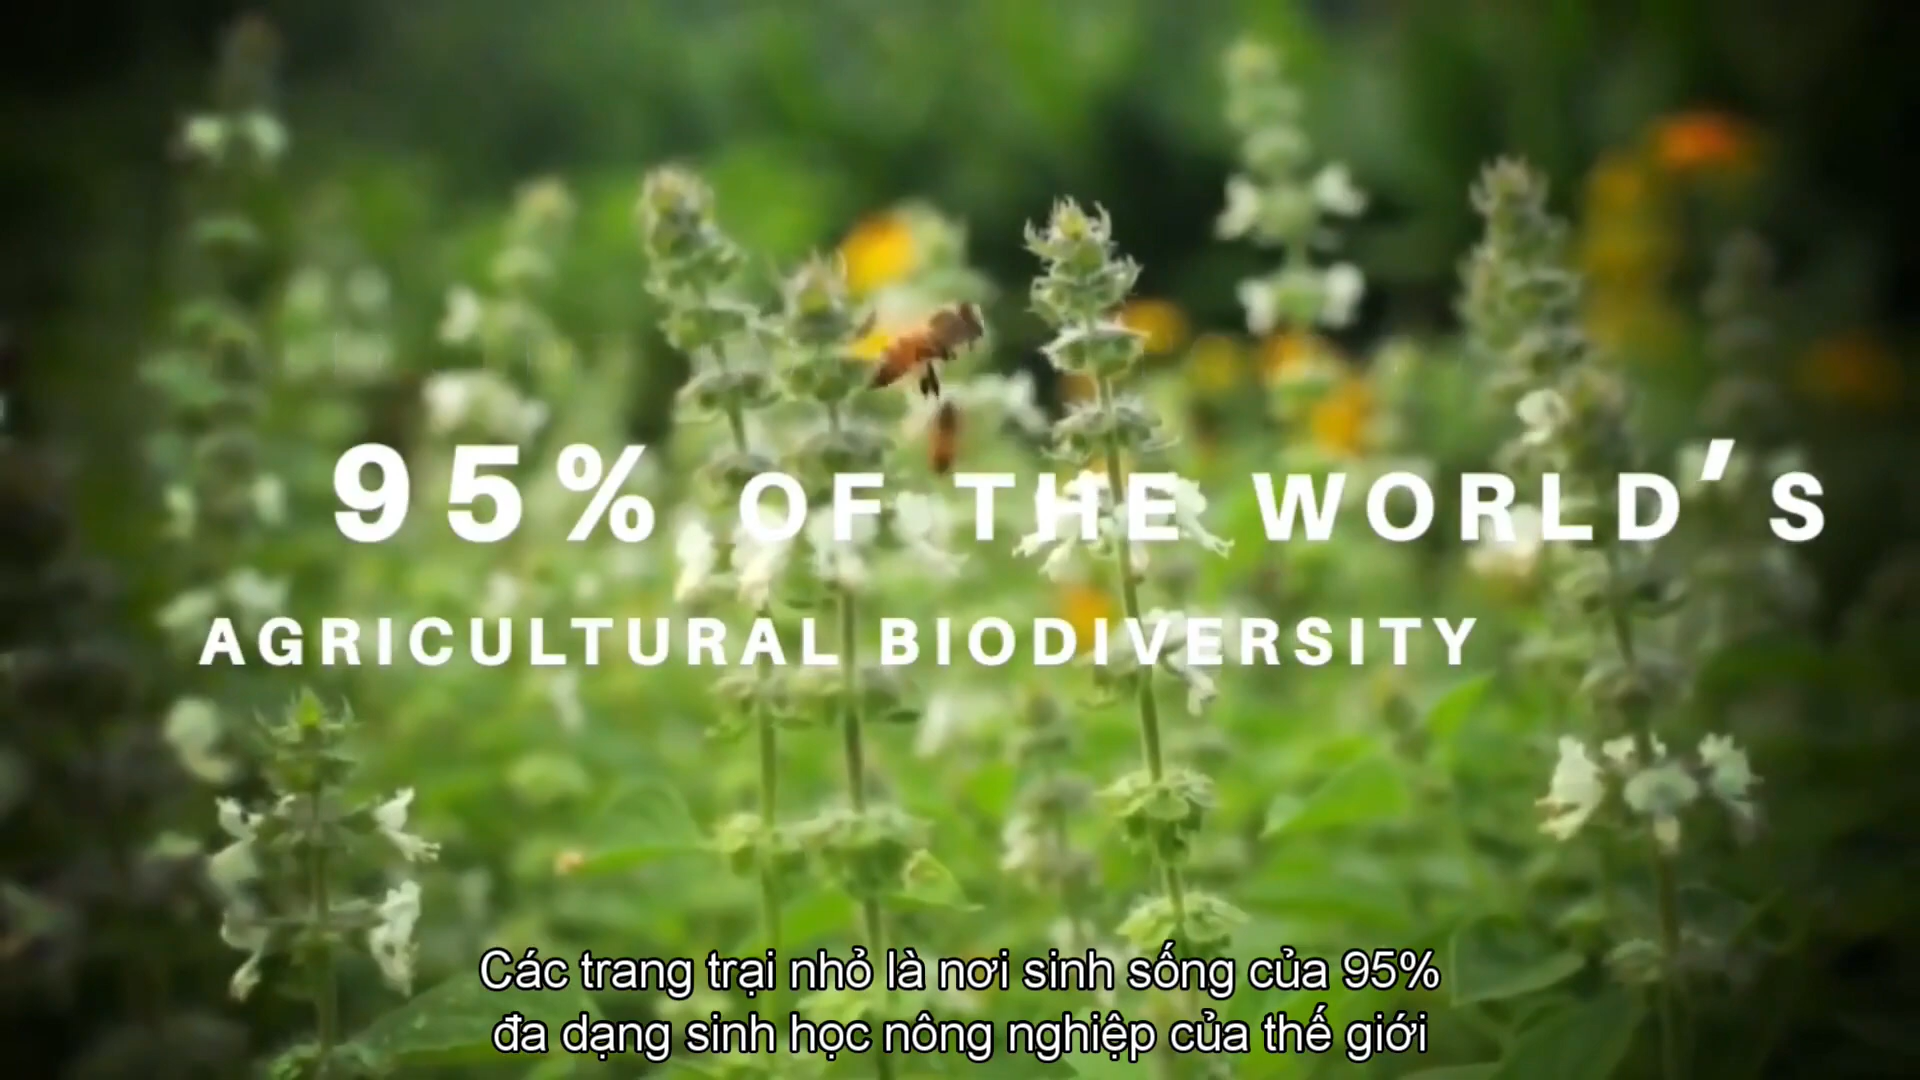 95% OF THE WORLD'S
AGRICULTURAL BIODIVERSITY
Các trang trại nhỏ là nơi sinh sống của 95%
đa dạng sinh học nông nghiệp của thế giới